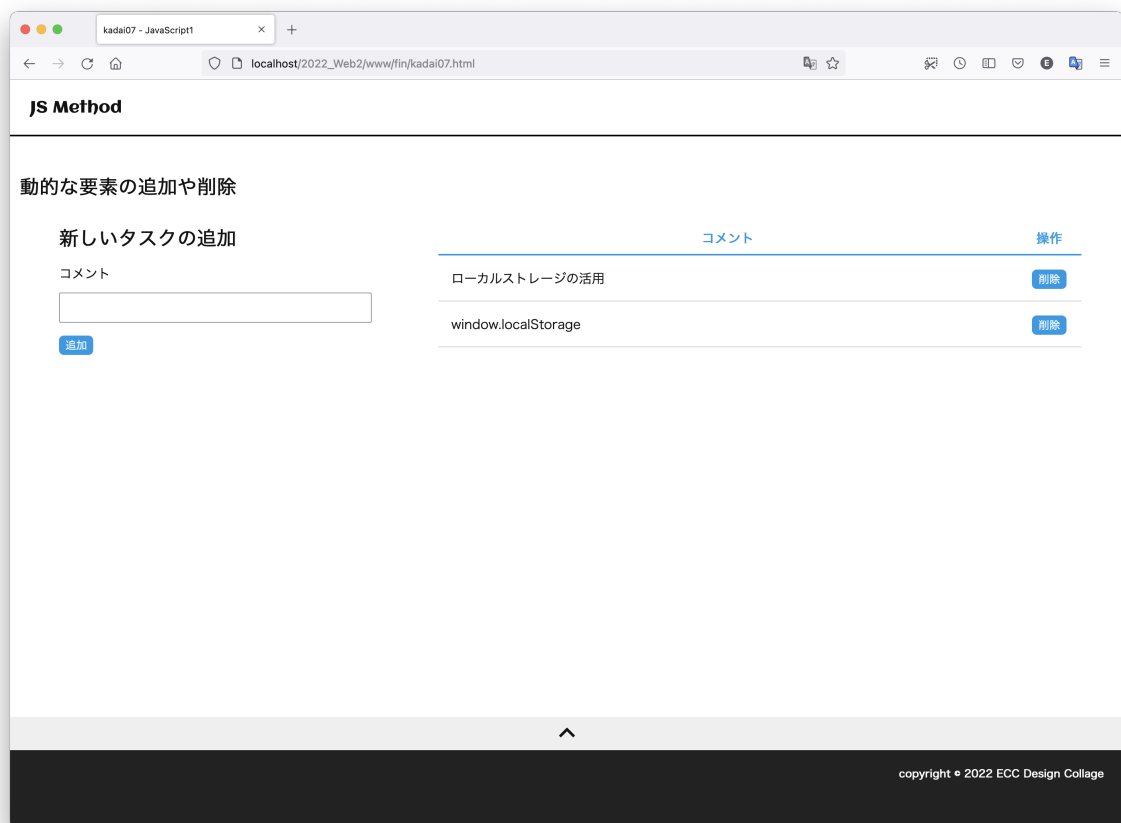 kadai07 - JavaScript1
localhost/2022_Web2/www/fin/kadai07.html
JS Method
動的な要素の追加や削除
新しいタスクの追加
コメント
追加
コメント 操作
ローカルストレージの活用 削除
window.localStorage 削除
copyright © 2022 ECC Design Collage